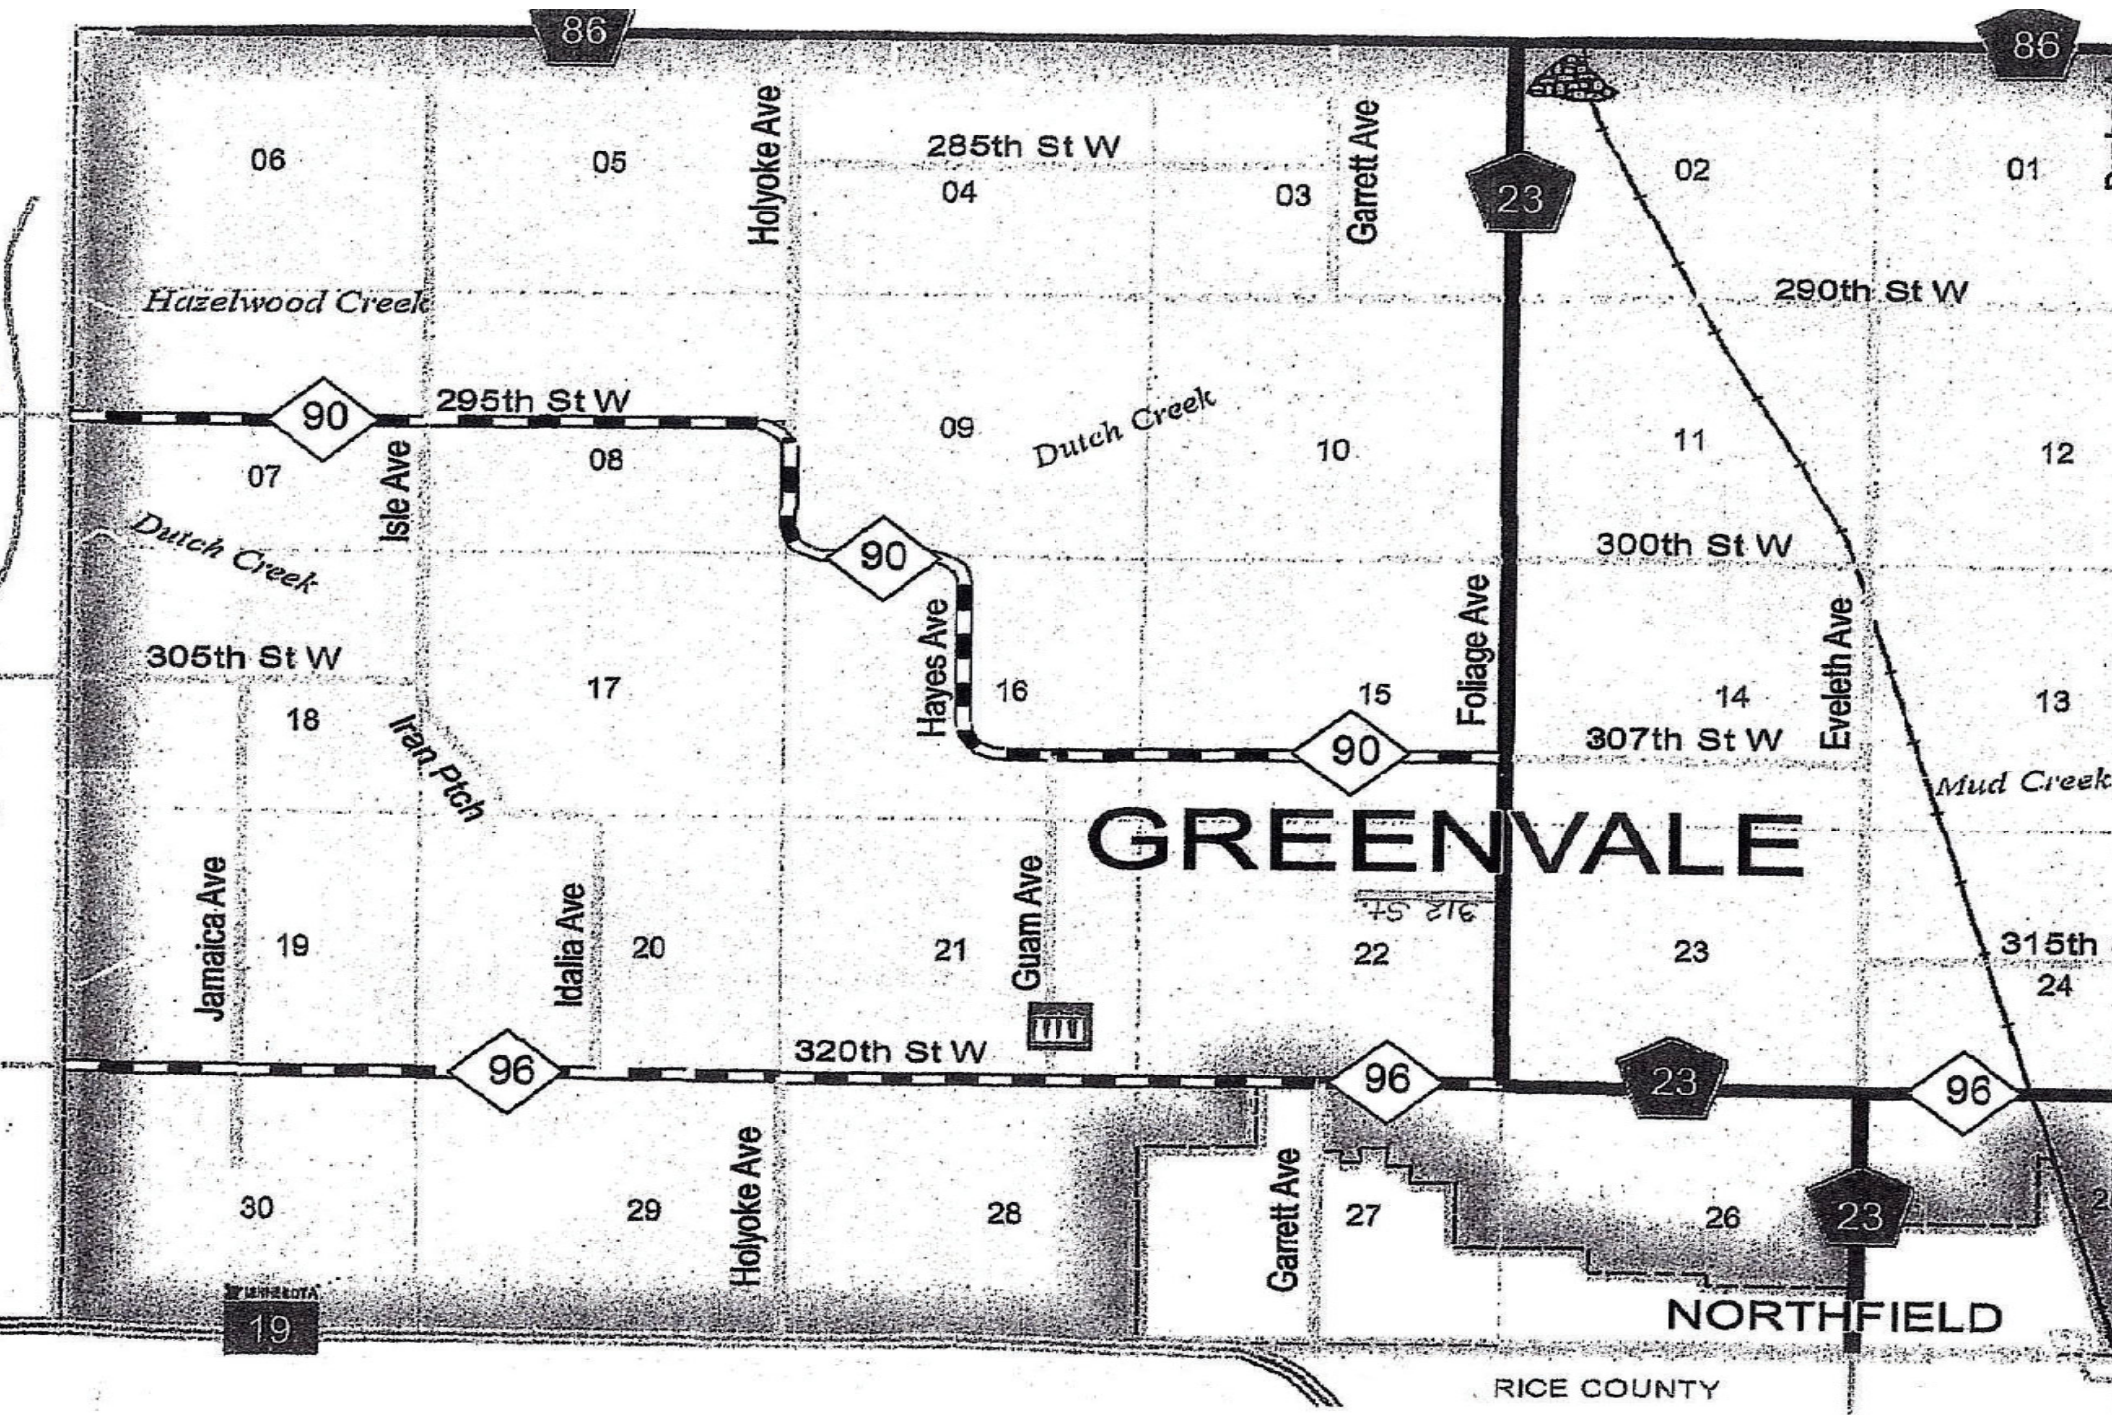 86
86
06
05
Holyoke Ave
285th St W
04
03
Garrett Ave
23
02
01
Hazelwood Creek
290th St W
90
295th St W
07
Isle Ave
08
09
Dutch Creek
10
11
12
Dutch Creek
90
300th St W
305th St W
18
Iran Ptch
17
Hayes Ave
16
15
Foliage Ave
14
Eveleth Ave
13
90
307th St W
Mud Creek
GREENVALE
312 St.
Jamaica Ave
19
Idalia Ave
20
21
Guam Ave
22
23
315th
24
96
320th St W
96
23
96
30
29
Holyoke Ave
28
Garrett Ave
27
26
23
MINNESOTA
19
NORTHFIELD
RICE COUNTY